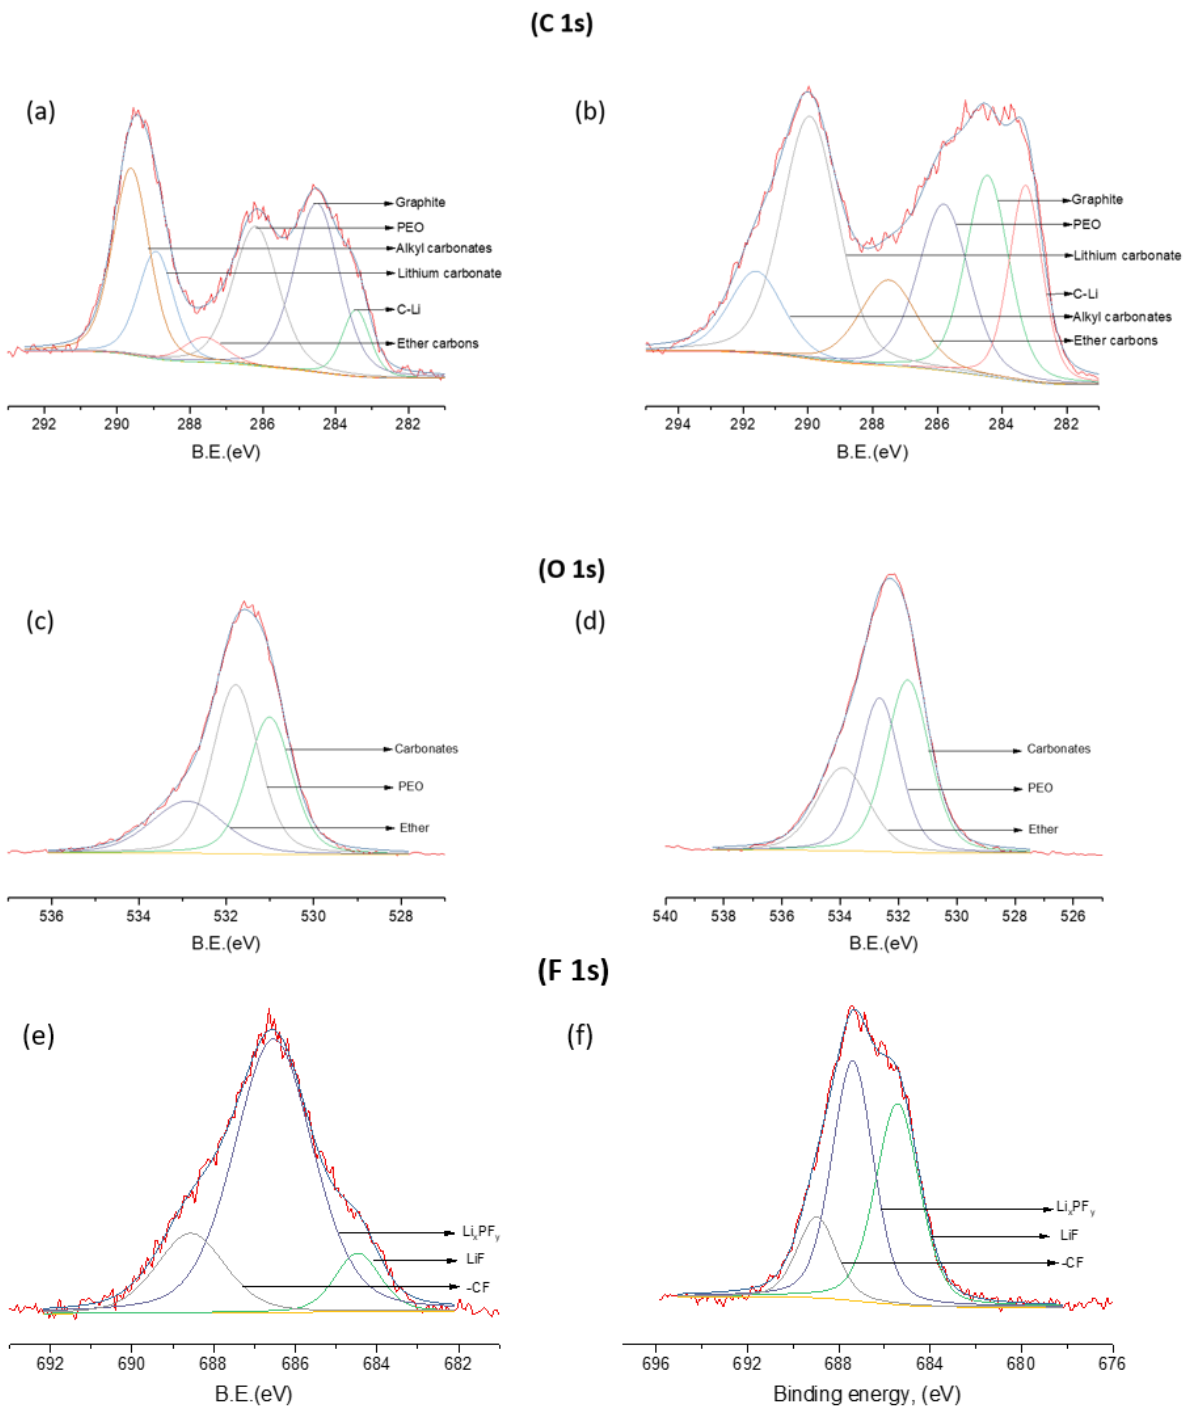 (C 1s)
(a)
Graphite
PEO
Alkyl carbonates
Lithium carbonate
C-Li
Ether carbons
292 290 288 286 284 282
B.E.(eV)
(b)
Graphite
PEO
Lithium carbonate
C-Li
Alkyl carbonates
Ether carbons
294 292 290 288 286 284 282
B.E.(eV)
(O 1s)
(c)
Carbonates
PEO
Ether
536 534 532 530 528
B.E.(eV)
(d)
Carbonates
PEO
Ether
540 538 536 534 532 530 528 526
B.E.(eV)
(F 1s)
(e)
LiₓPFᵧ
LiF
-CF
692 690 688 686 684 682
B.E.(eV)
(f)
LiₓPFᵧ
LiF
-CF
696 692 688 684 680 676
Binding energy, (eV)